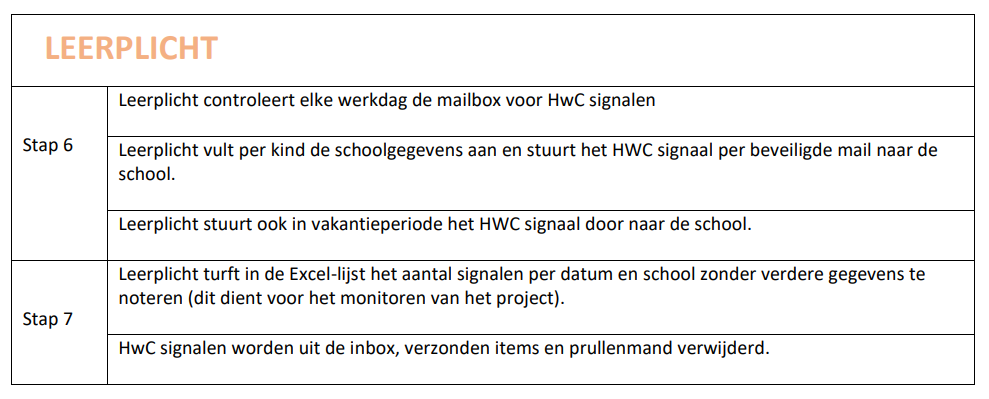 LEERPLICHT
Stap 6
Leerplicht controleert elke werkdag de mailbox voor HwC signalen
Leerplicht vult per kind de schoolgegevens aan en stuurt het HWC signaal per beveiligde mail naar de
school.
Leerplicht stuurt ook in vakantieperiode het HWC signaal door naar de school.
Stap 7
Leerplicht turft in de Excel-lijst het aantal signalen per datum en school zonder verdere gegevens te
noteren (dit dient voor het monitoren van het project).
HwC signalen worden uit de inbox, verzonden items en prullenmand verwijderd.